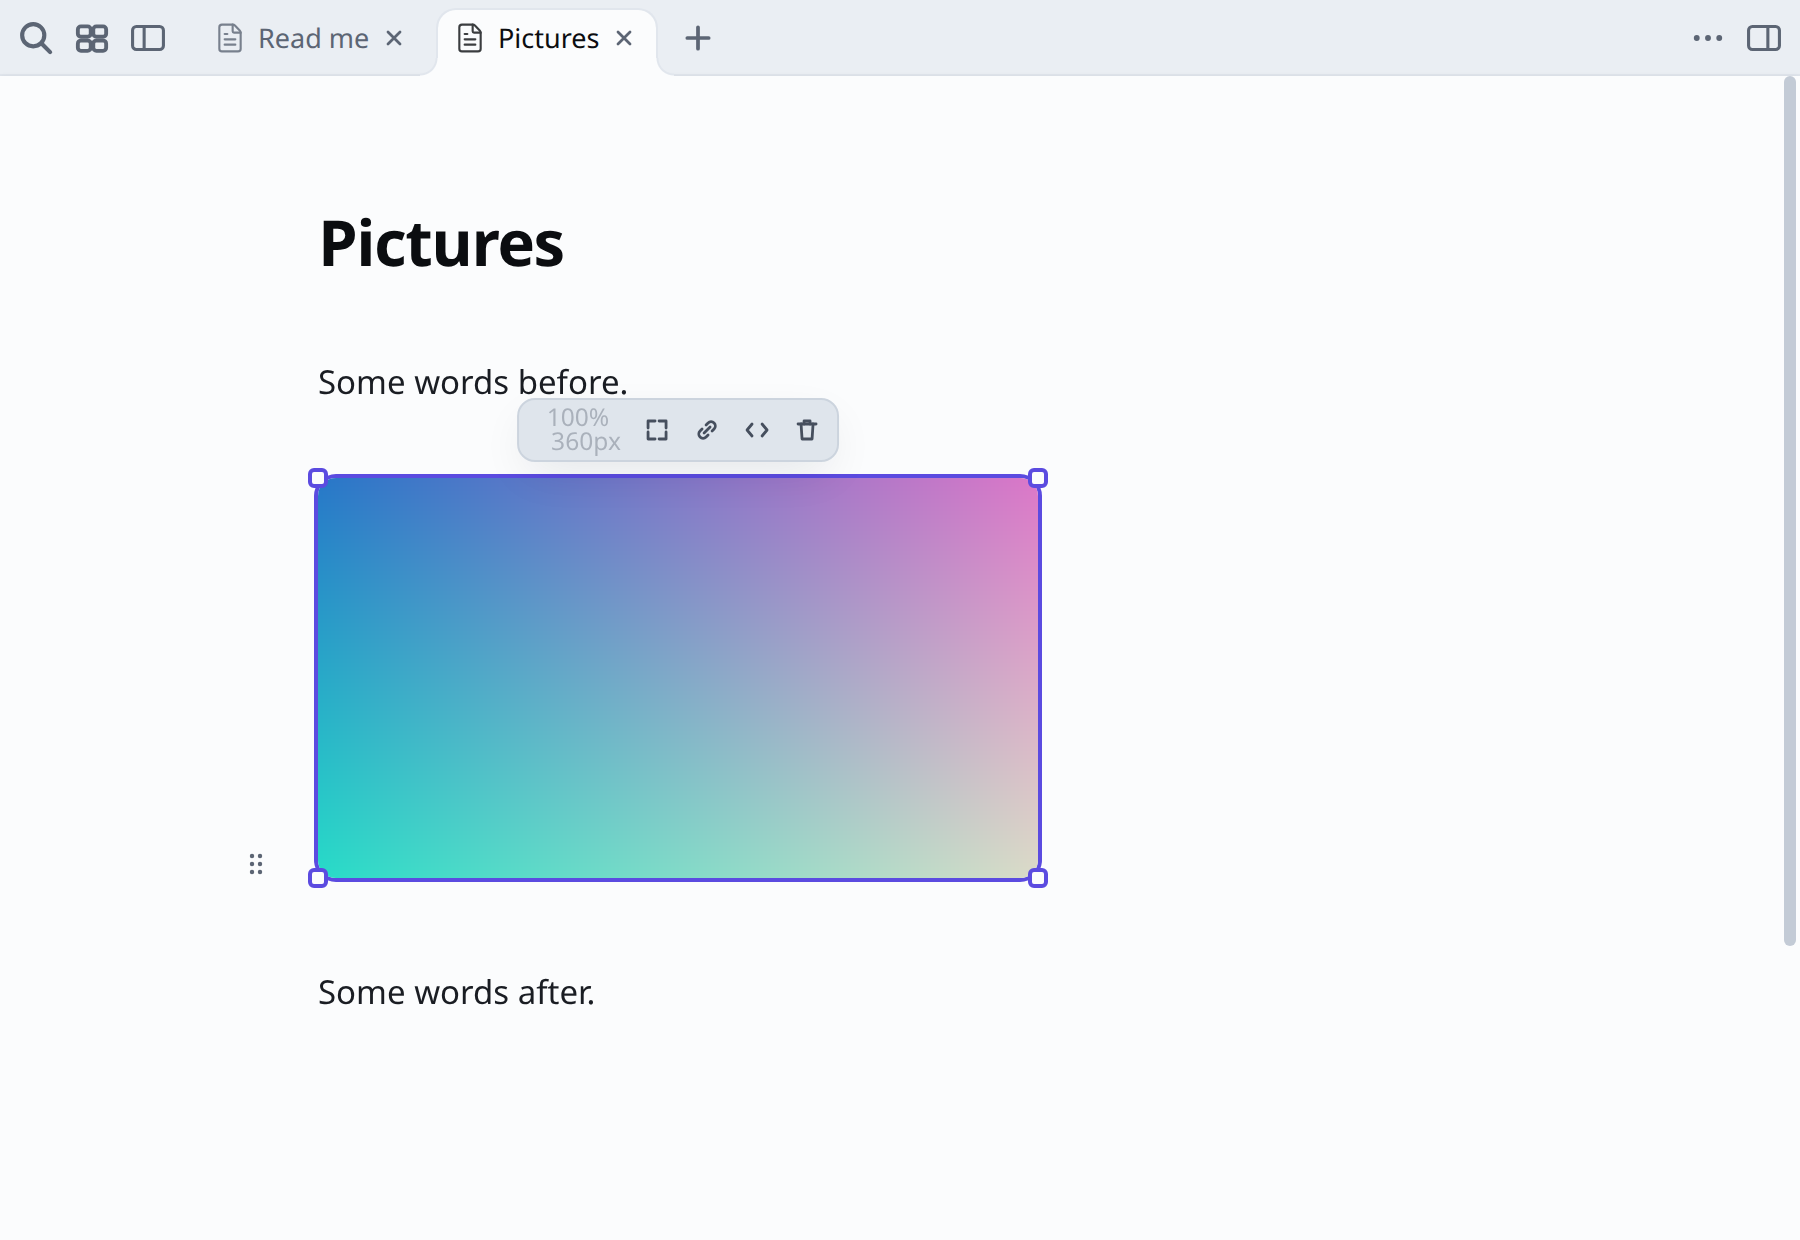 Read me
Pictures
Pictures
Some words before.
100%
360px
Some words after.